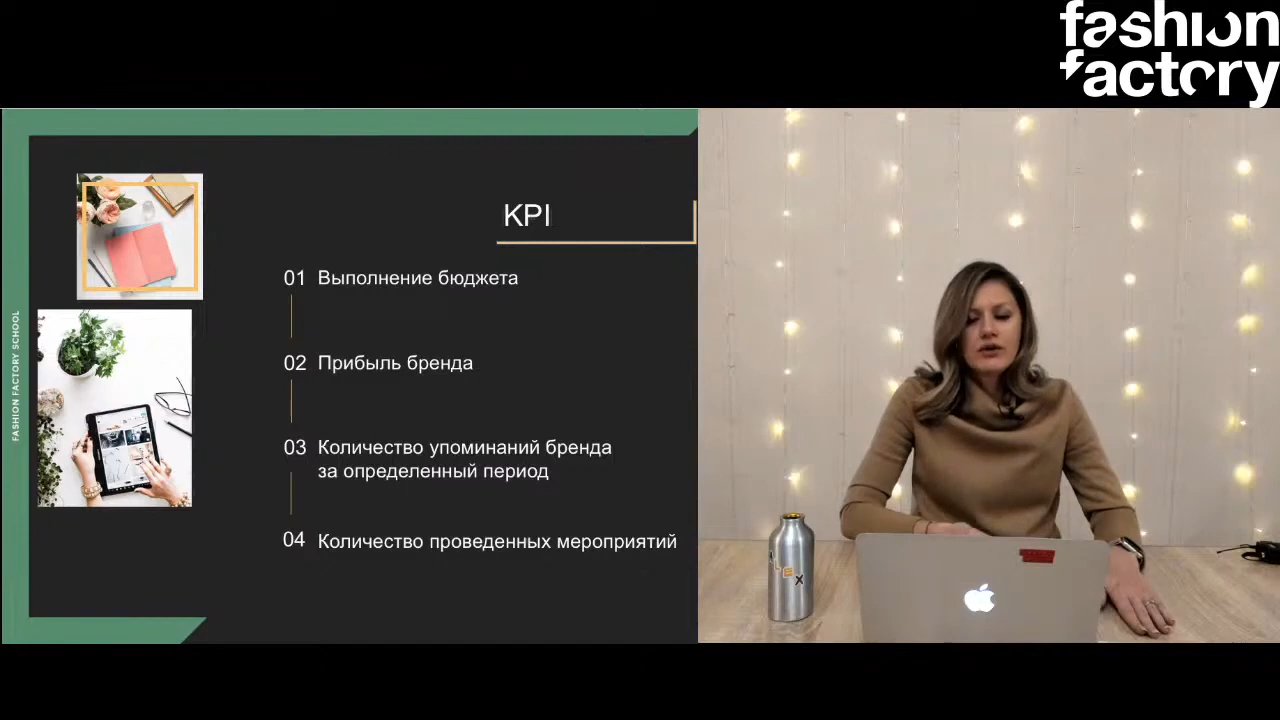 fashion
factory
FASHION FACTORY SCHOOL
KPI
01 Выполнение бюджета
02 Прибыль бренда
03 Количество упоминаний бренда
за определенный период
04 Количество проведенных мероприятий